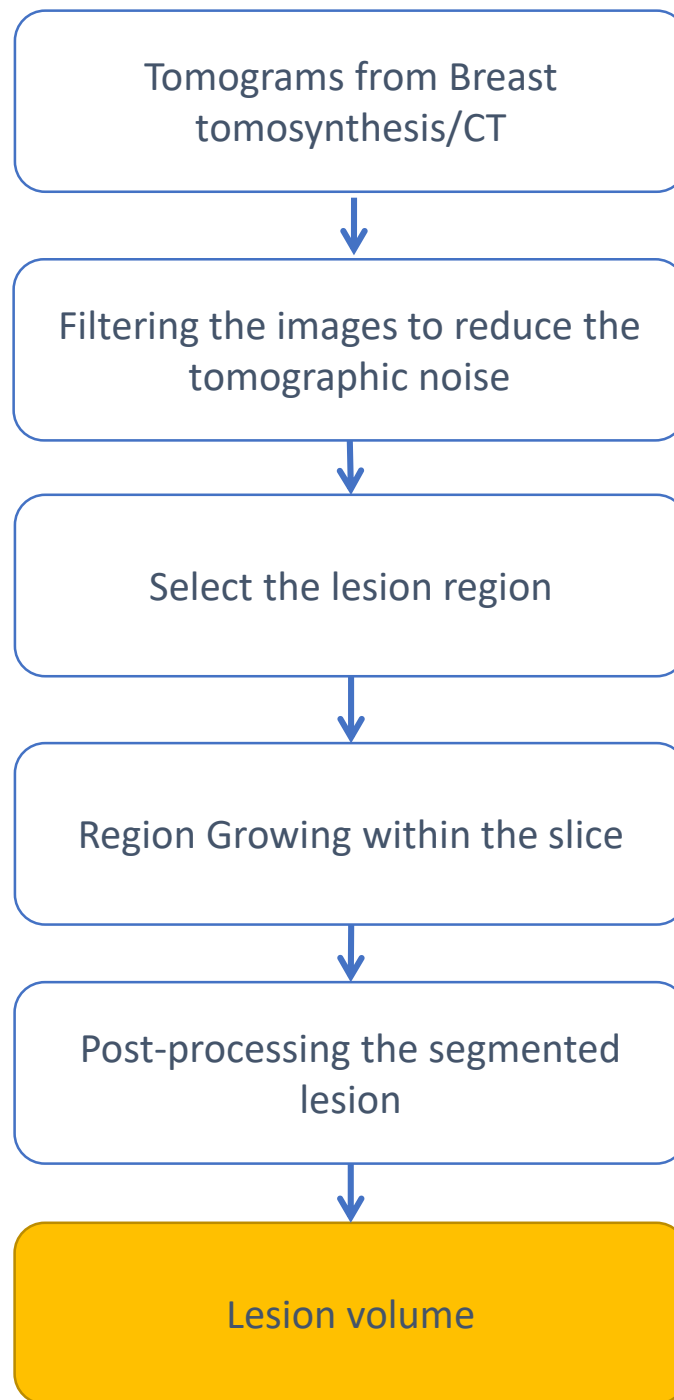 Tomograms from Breast
tomosynthesis/CT
Filtering the images to reduce the
tomographic noise
Select the lesion region
Region Growing within the slice
Post-processing the segmented
lesion
Lesion volume